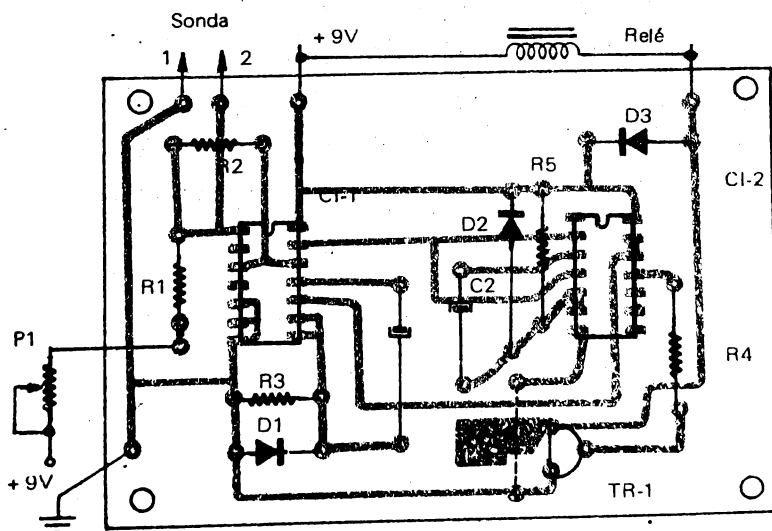 Sonda
+ 9V
Relé
1
2
D3
R2
R5
CI-1
CI-2
D2
C2
R1
P1
R4
R3
D1
+ 9V
TR-1